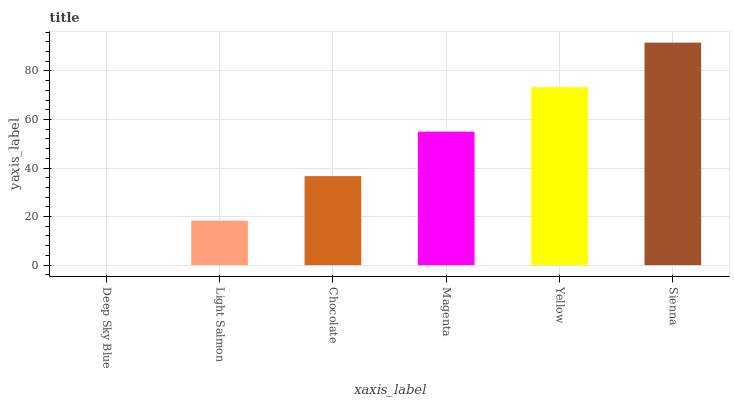 title
yaxis_label
80
60
40
20
0
Deep Sky Blue
Light Salmon
Chocolate
Magenta
Yellow
Sienna
xaxis_label